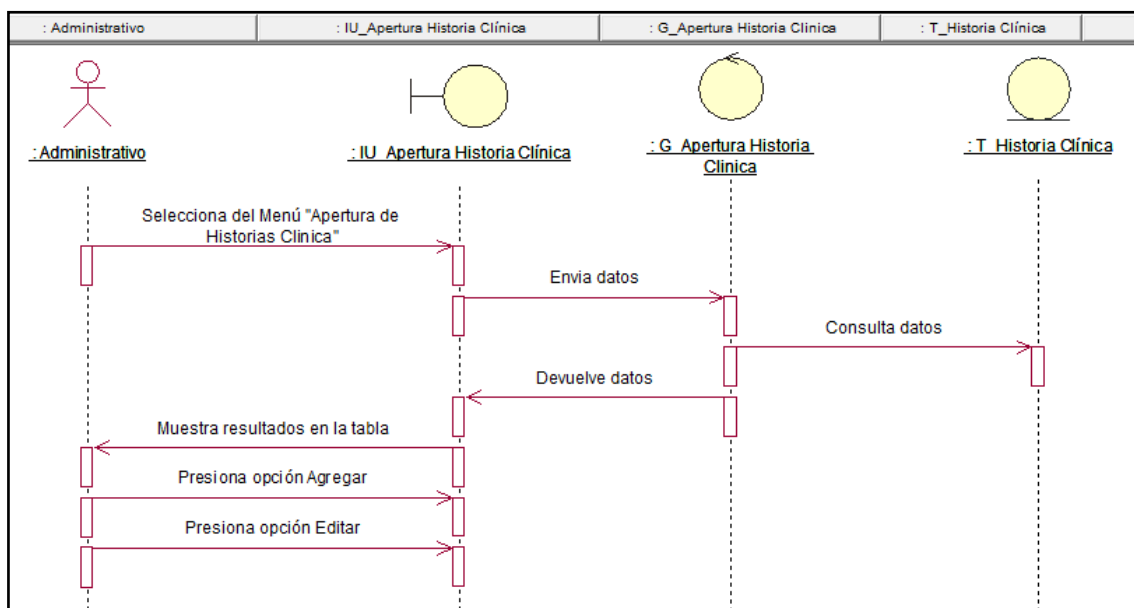 : Administrativo
: IU_Apertura Historia Clínica
: G_Apertura Historia Clinica
: T_Historia Clínica
: Administrativo
: IU_Apertura Historia Clínica
: G_Apertura Historia
Clinica
: T_Historia Clínica
Selecciona del Menú "Apertura de
Historias Clinica"
Envia datos
Consulta datos
Devuelve datos
Muestra resultados en la tabla
Presiona opción Agregar
Presiona opción Editar